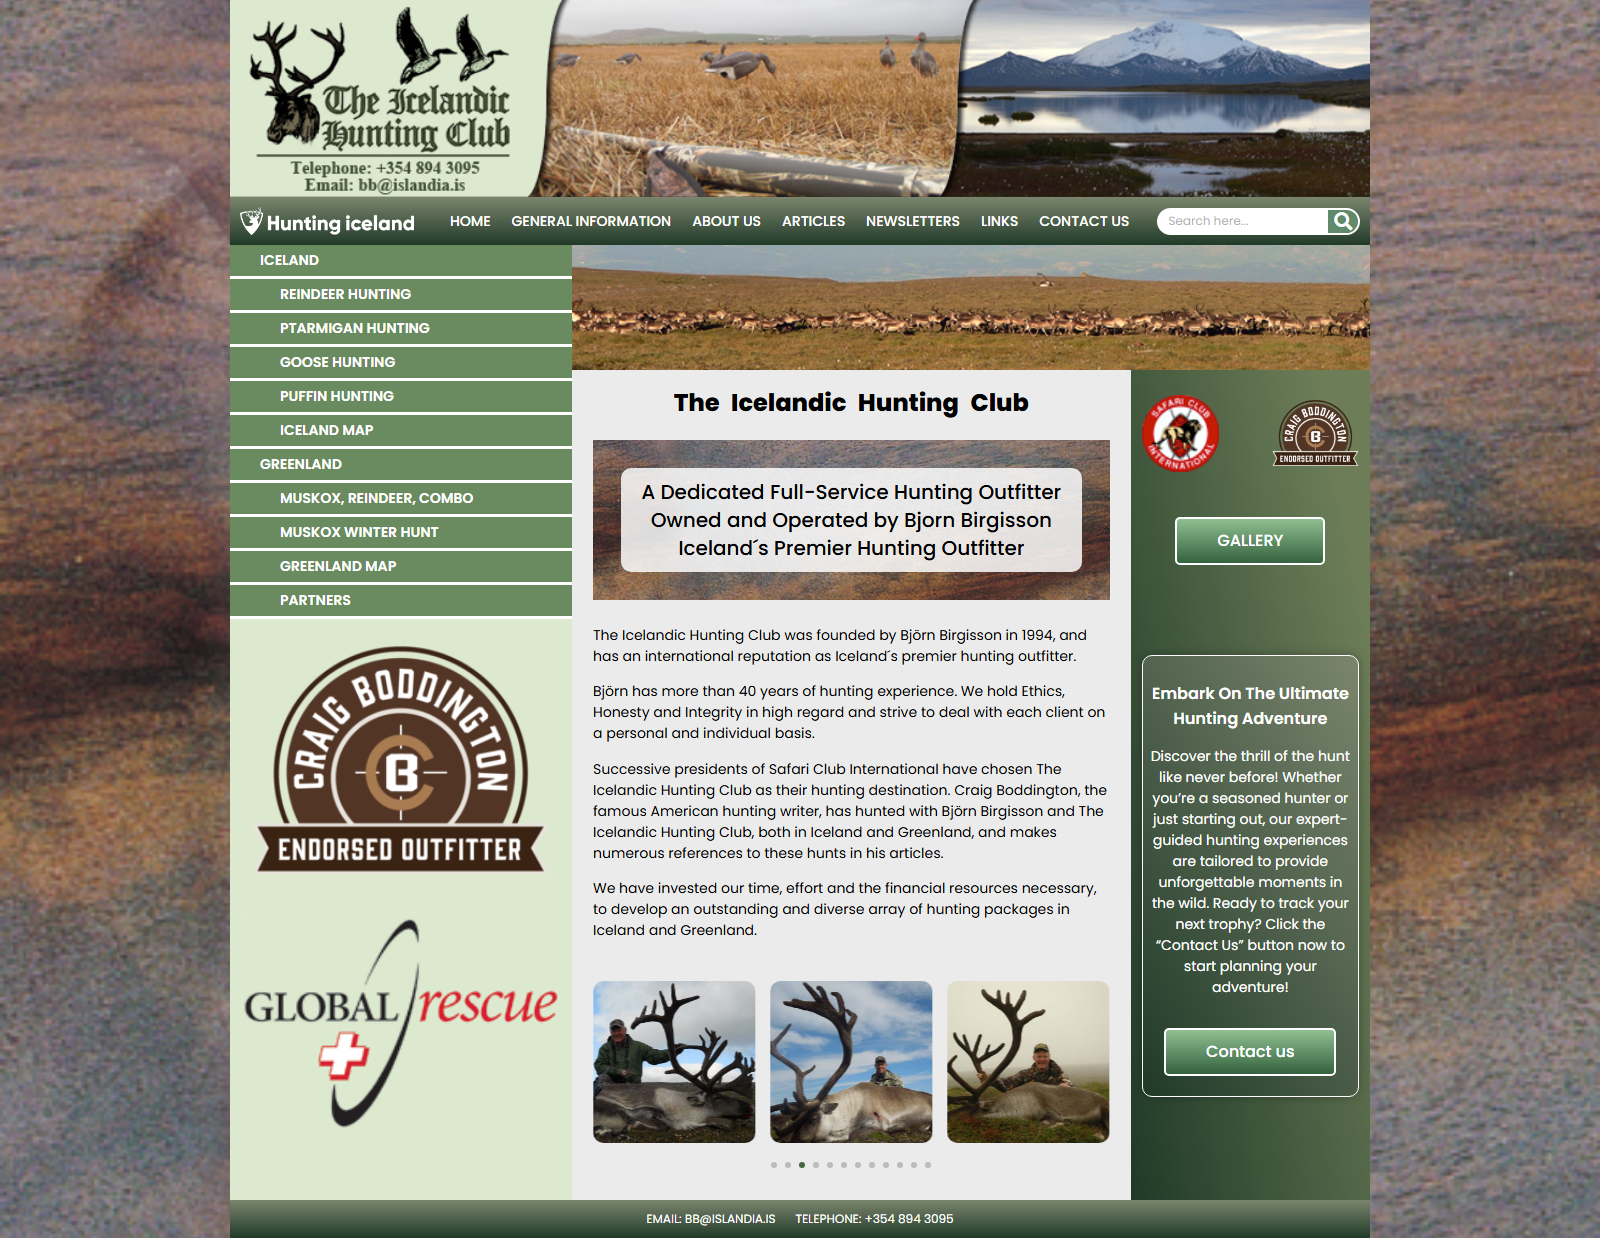 The Icelandic
Hunting Club
Telephone: +354 894 3095
Email: bb@islandia.is
Hunting iceland
HOME
GENERAL INFORMATION
ABOUT US
ARTICLES
NEWSLETTERS
LINKS
CONTACT US
Search here...
ICELAND
REINDEER HUNTING
PTARMIGAN HUNTING
GOOSE HUNTING
PUFFIN HUNTING
ICELAND MAP
GREENLAND
MUSKOX, REINDEER, COMBO
MUSKOX WINTER HUNT
GREENLAND MAP
PARTNERS
CRAIG BODDINGTON
B
ENDORSED OUTFITTER
GLOBAL rescue
The Icelandic Hunting Club
A Dedicated Full-Service Hunting Outfitter
Owned and Operated by Bjorn Birgisson
Iceland´s Premier Hunting Outfitter
The Icelandic Hunting Club was founded by Björn Birgisson in 1994, and
has an international reputation as Iceland´s premier hunting outfitter.
Björn has more than 40 years of hunting experience. We hold Ethics,
Honesty and Integrity in high regard and strive to deal with each client on
a personal and individual basis.
Successive presidents of Safari Club International have chosen The
Icelandic Hunting Club as their hunting destination. Craig Boddington, the
famous American hunting writer, has hunted with Björn Birgisson and The
Icelandic Hunting Club, both in Iceland and Greenland, and makes
numerous references to these hunts in his articles.
We have invested our time, effort and the financial resources necessary,
to develop an outstanding and diverse array of hunting packages in
Iceland and Greenland.
SAFARI CLUB
INTERNATIONAL
CRAIG BODDINGTON
B
ENDORSED OUTFITTER
GALLERY
Embark On The Ultimate
Hunting Adventure
Discover the thrill of the hunt
like never before! Whether
you’re a seasoned hunter or
just starting out, our expert-
guided hunting experiences
are tailored to provide
unforgettable moments in
the wild. Ready to track your
next trophy? Click the
“Contact Us” button now to
start planning your
adventure!
Contact us
EMAIL: BB@ISLANDIA.IS
TELEPHONE: +354 894 3095